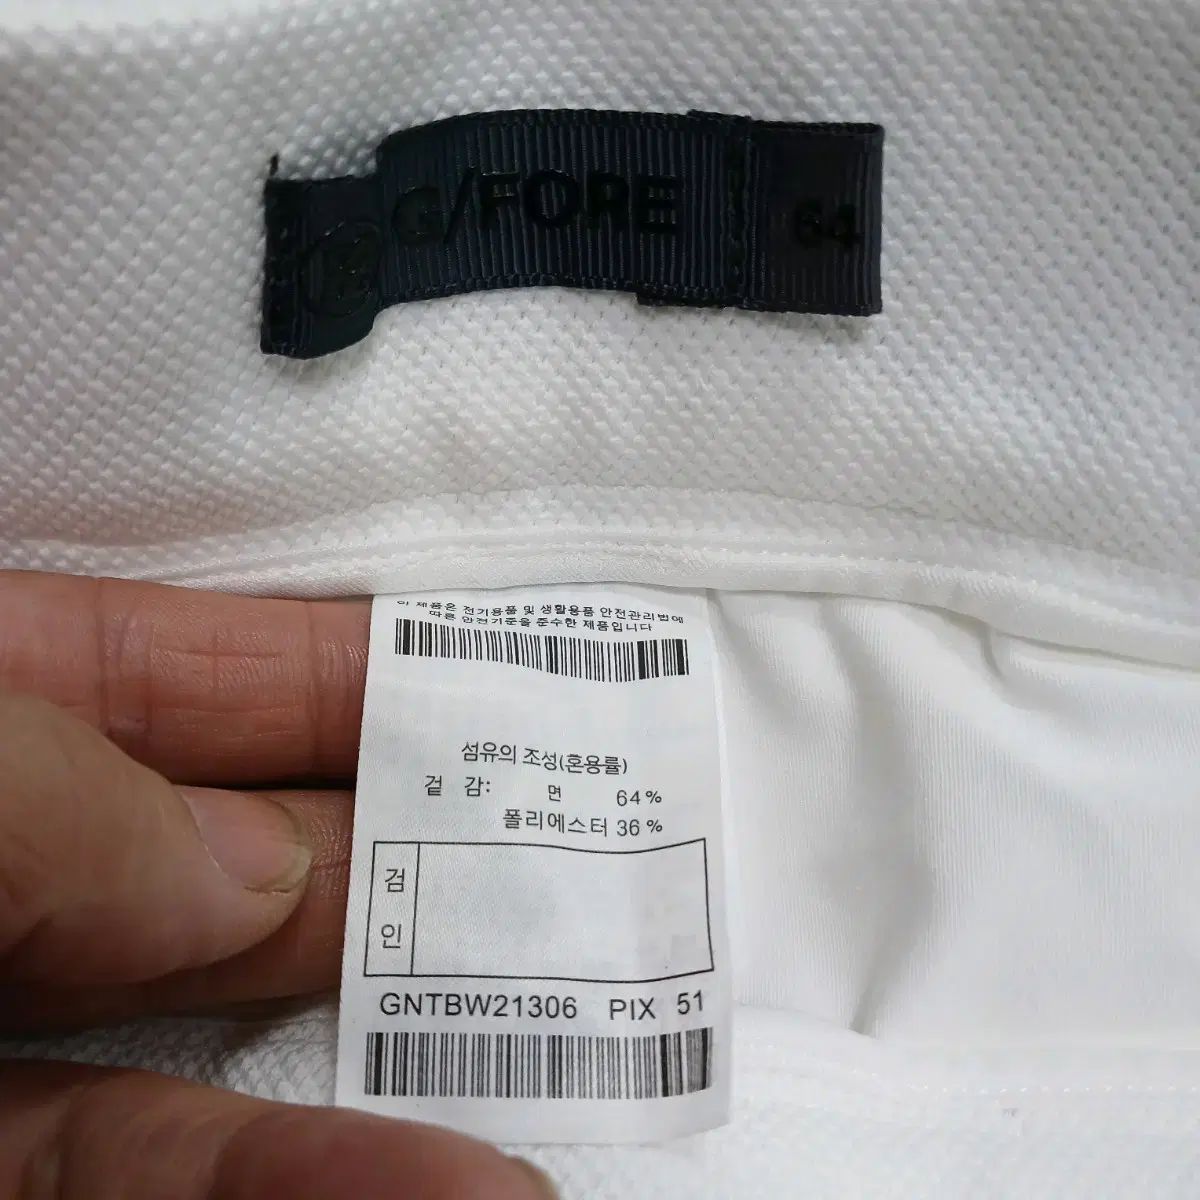 G/FORE 64
이 제품은 전기용품 및 생활용품 안전관리법에
따른 안전기준을 준수한 제품입니다
섬유의 조성(혼용률)
겉 감: 면 64%
폴리에스터 36%
검
인
GNTBW21306 PIX 51